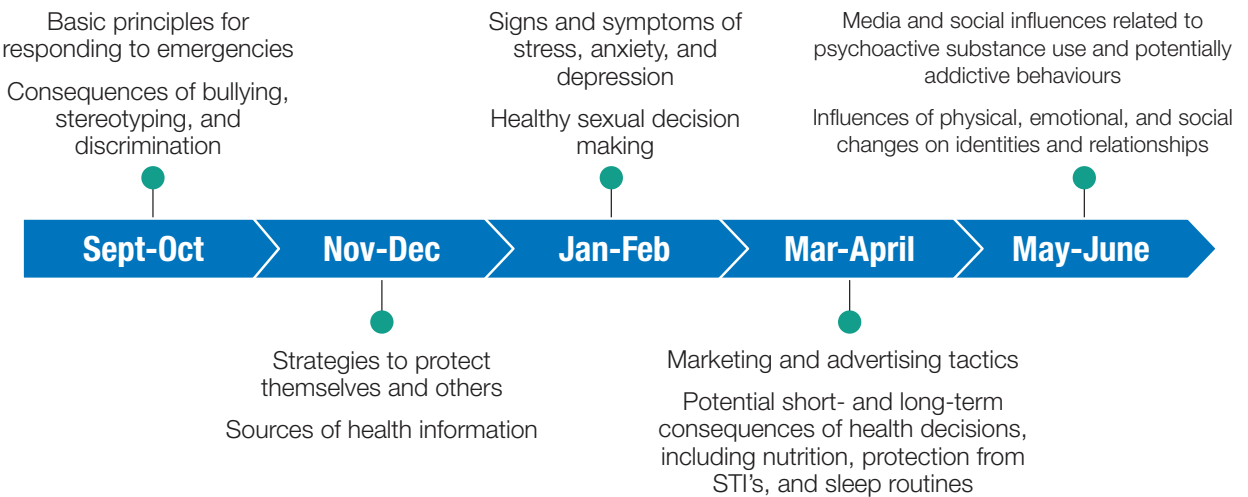 Basic principles for
responding to emergencies
Consequences of bullying,
stereotyping, and
discrimination
Signs and symptoms of
stress, anxiety, and
depression
Healthy sexual decision
making
Media and social influences related to
psychoactive substance use and potentially
addictive behaviours
Influences of physical, emotional, and social
changes on identities and relationships
Sept-Oct
Nov-Dec
Jan-Feb
Mar-April
May-June
Strategies to protect
themselves and others
Sources of health information
Marketing and advertising tactics
Potential short- and long-term
consequences of health decisions,
including nutrition, protection from
STI's, and sleep routines